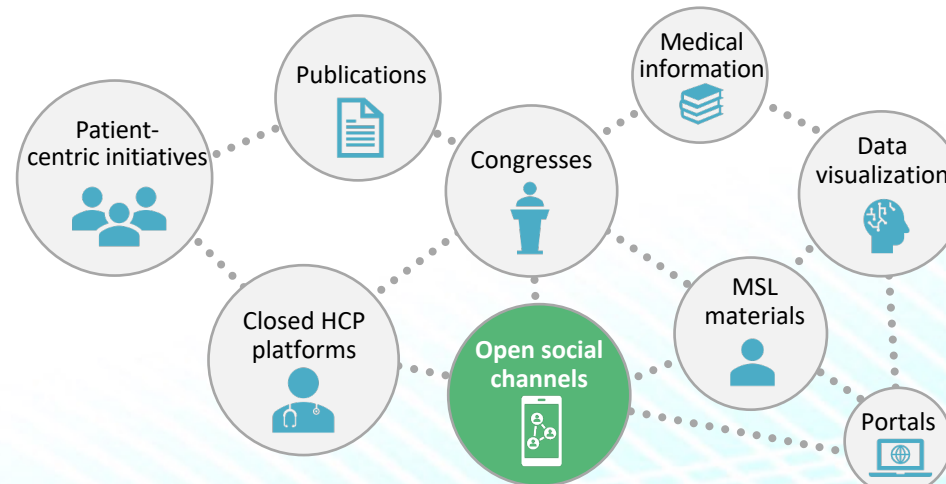 Patient-
centric initiatives
Publications
Congresses
Medical
information
Data
visualization
Closed HCP
platforms
Open social
channels
MSL
materials
Portals